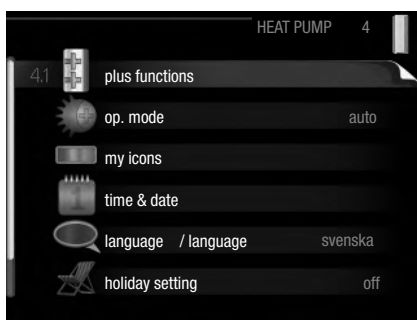 HEAT PUMP 4
4.1 plus functions
op. mode auto
my icons
1
time & date
language / language svenska
holiday setting off